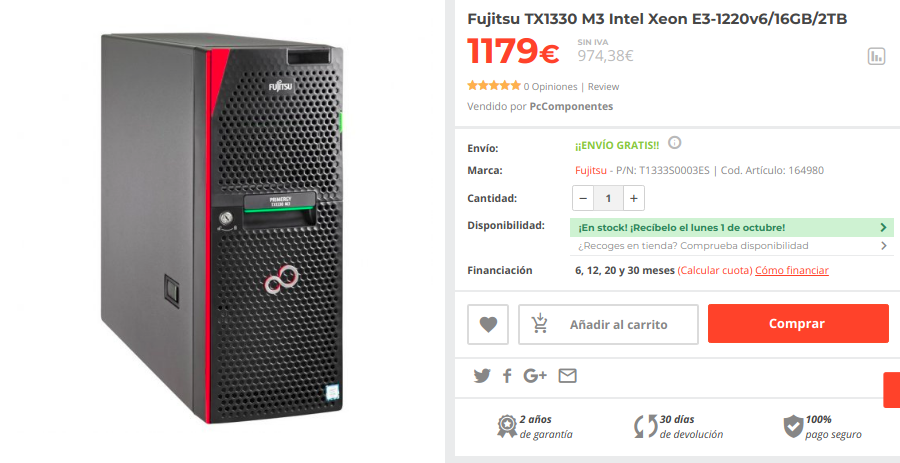 FUJITSU
PRIMERGY
TX1330 M3
Fujitsu TX1330 M3 Intel Xeon E3-1220v6/16GB/2TB
1179€
SIN IVA
974,38€
0 Opiniones | Review
Vendido por PcComponentes
Envío: ¡¡ENVÍO GRATIS!!
Marca: Fujitsu - P/N: T1333S0003ES | Cod. Artículo: 164980
Cantidad: − 1 +
Disponibilidad: ¡En stock! ¡Recíbelo el lunes 1 de octubre!
¿Recoges en tienda? Comprueba disponibilidad
Financiación 6, 12, 20 y 30 meses (Calcular cuota) Cómo financiar
Añadir al carrito
Comprar
G+
2 años
de garantía
30 días
de devolución
100%
pago seguro